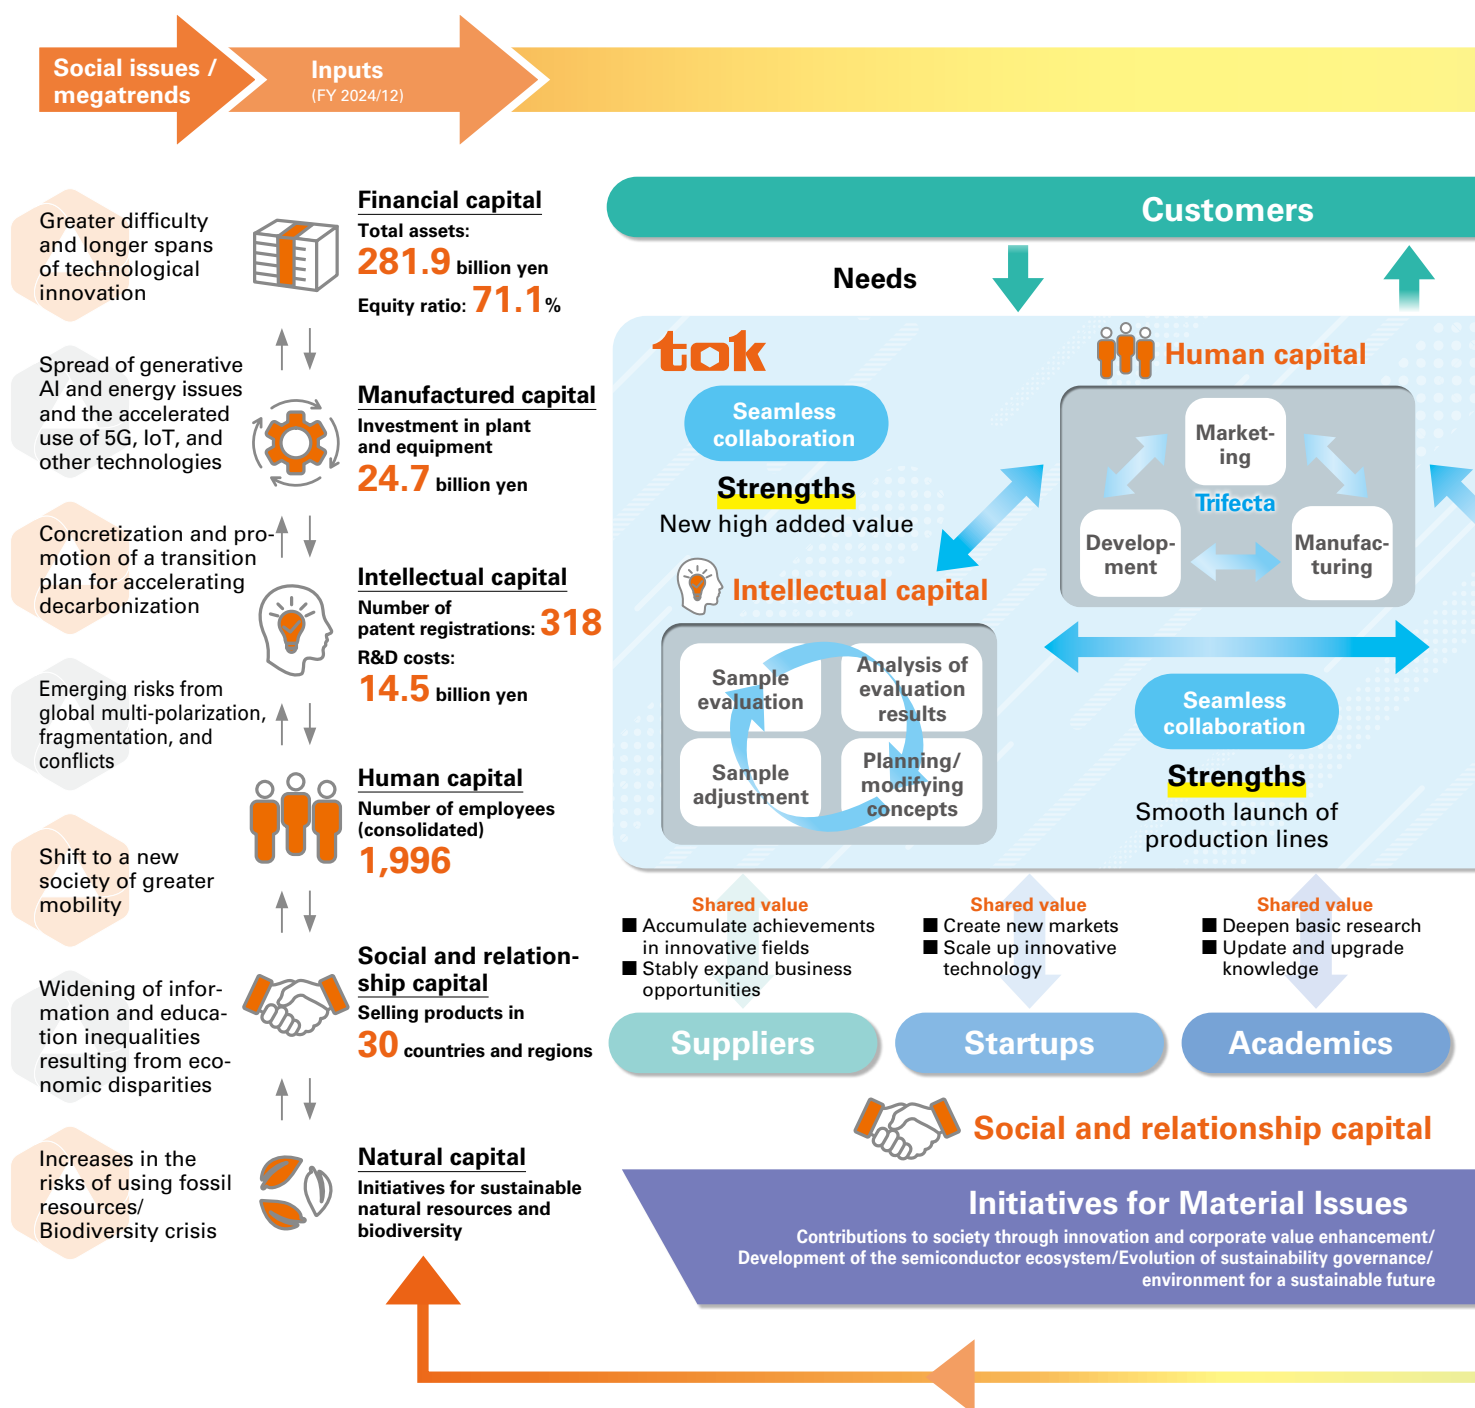 Social issues /
megatrends
Inputs
(FY 2024/12)
Greater difficulty
and longer spans
of technological
innovation
Spread of generative
AI and energy issues
and the accelerated
use of 5G, IoT, and
other technologies
Concretization and pro-
motion of a transition
plan for accelerating
decarbonization
Emerging risks from
global multi-polarization,
fragmentation, and
conflicts
Shift to a new
society of greater
mobility
Widening of infor-
mation and educa-
tion inequalities
resulting from eco-
nomic disparities
Increases in the
risks of using fossil
resources/
Biodiversity crisis
Financial capital
Total assets:
281.9 billion yen
Equity ratio: 71.1%
Manufactured capital
Investment in plant
and equipment
24.7 billion yen
Intellectual capital
Number of
patent registrations: 318
R&D costs:
14.5 billion yen
Human capital
Number of employees
(consolidated)
1,996
Social and relation-
ship capital
Selling products in
30 countries and regions
Natural capital
Initiatives for sustainable
natural resources and
biodiversity
Customers
Needs
tok
Seamless
collaboration
Strengths
New high added value
Intellectual capital
Sample
evaluation
Analysis of
evaluation
results
Sample
adjustment
Planning/
modifying
concepts
Human capital
Market-
ing
Trifecta
Develop-
ment
Manufac-
turing
Seamless
collaboration
Strengths
Smooth launch of
production lines
Shared value
■ Accumulate achievements
in innovative fields
■ Stably expand business
opportunities
Suppliers
Shared value
■ Create new markets
■ Scale up innovative
technology
Startups
Shared value
■ Deepen basic research
■ Update and upgrade
knowledge
Academics
Social and relationship capital
Initiatives for Material Issues
Contributions to society through innovation and corporate value enhancement/
Development of the semiconductor ecosystem/Evolution of sustainability governance/
environment for a sustainable future